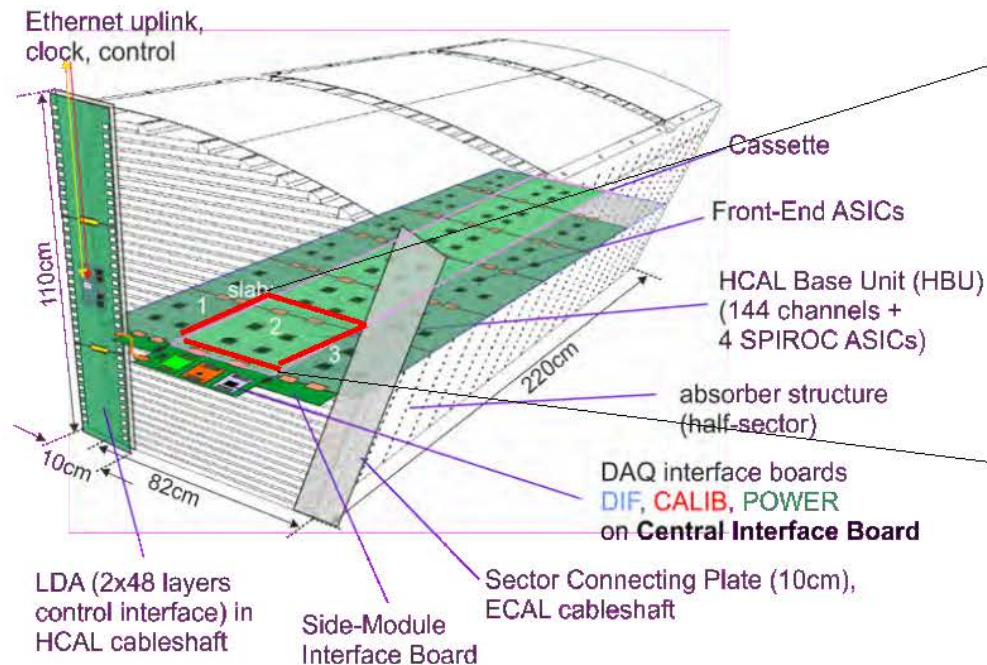 Ethernet uplink,
clock, control
Cassette
Front-End ASICs
HCAL Base Unit (HBU)
(144 channels +
4 SPIROC ASICs)
absorber structure
(half-sector)
DAQ interface boards
DIF, CALIB, POWER
on Central Interface Board
Sector Connecting Plate (10cm),
ECAL cableshaft
Side-Module
Interface Board
LDA (2x48 layers
control interface) in
HCAL cableshaft
110cm
10cm
82cm
220cm
slab:
1
2
3